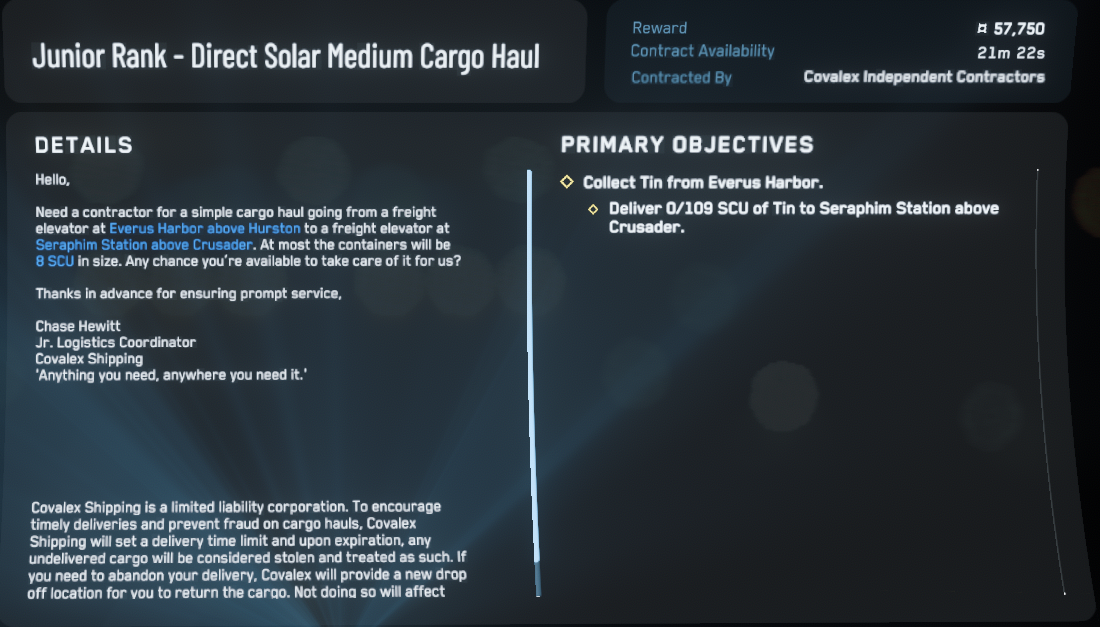 Junior Rank - Direct Solar Medium Cargo Haul
Reward ¤ 57,750
Contract Availability 21m 22s
Contracted By Covalex Independent Contractors
DETAILS
Hello,
Need a contractor for a simple cargo haul going from a freight
elevator at Everus Harbor above Hurston to a freight elevator at
Seraphim Station above Crusader. At most the containers will be
8 SCU in size. Any chance you're available to take care of it for us?
Thanks in advance for ensuring prompt service,
Chase Hewitt
Jr. Logistics Coordinator
Covalex Shipping
'Anything you need, anywhere you need it.'
Covalex Shipping is a limited liability corporation. To encourage
timely deliveries and prevent fraud on cargo hauls, Covalex
Shipping will set a delivery time limit and upon expiration, any
undelivered cargo will be considered stolen and treated as such. If
you need to abandon your delivery, Covalex will provide a new drop
off location for you to return the cargo. Not doing so will affect
PRIMARY OBJECTIVES
Collect Tin from Everus Harbor.
Deliver 0/109 SCU of Tin to Seraphim Station above
Crusader.